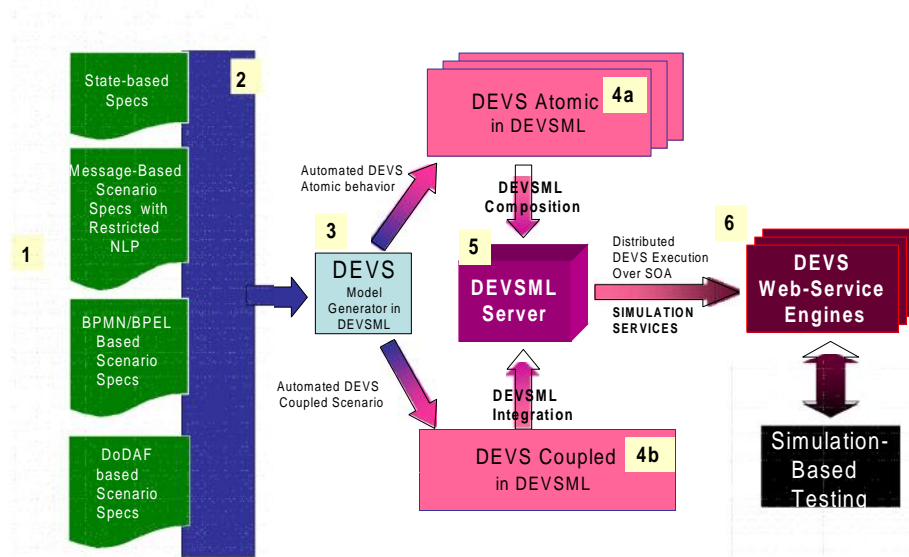 1
State-based
Specs
Message-Based
Scenario
Specs with
Restricted
NLP
BPMN/BPEL
Based
Scenario
Specs
DoDAF
based
Scenario
Specs
2
3
DEVS
Model
Generator in
DEVSML
Automated DEVS
Atomic behavior
Automated DEVS
Coupled Scenario
4a
DEVS Atomic
in DEVSML
DEVSML
Composition
5
DEVSML
Server
DEVSML
Integration
4b
DEVS Coupled
in DEVSML
Distributed
DEVS Execution
Over SOA
SIMULATION
SERVICES
6
DEVS
Web-Service
Engines
Simulation-
Based
Testing